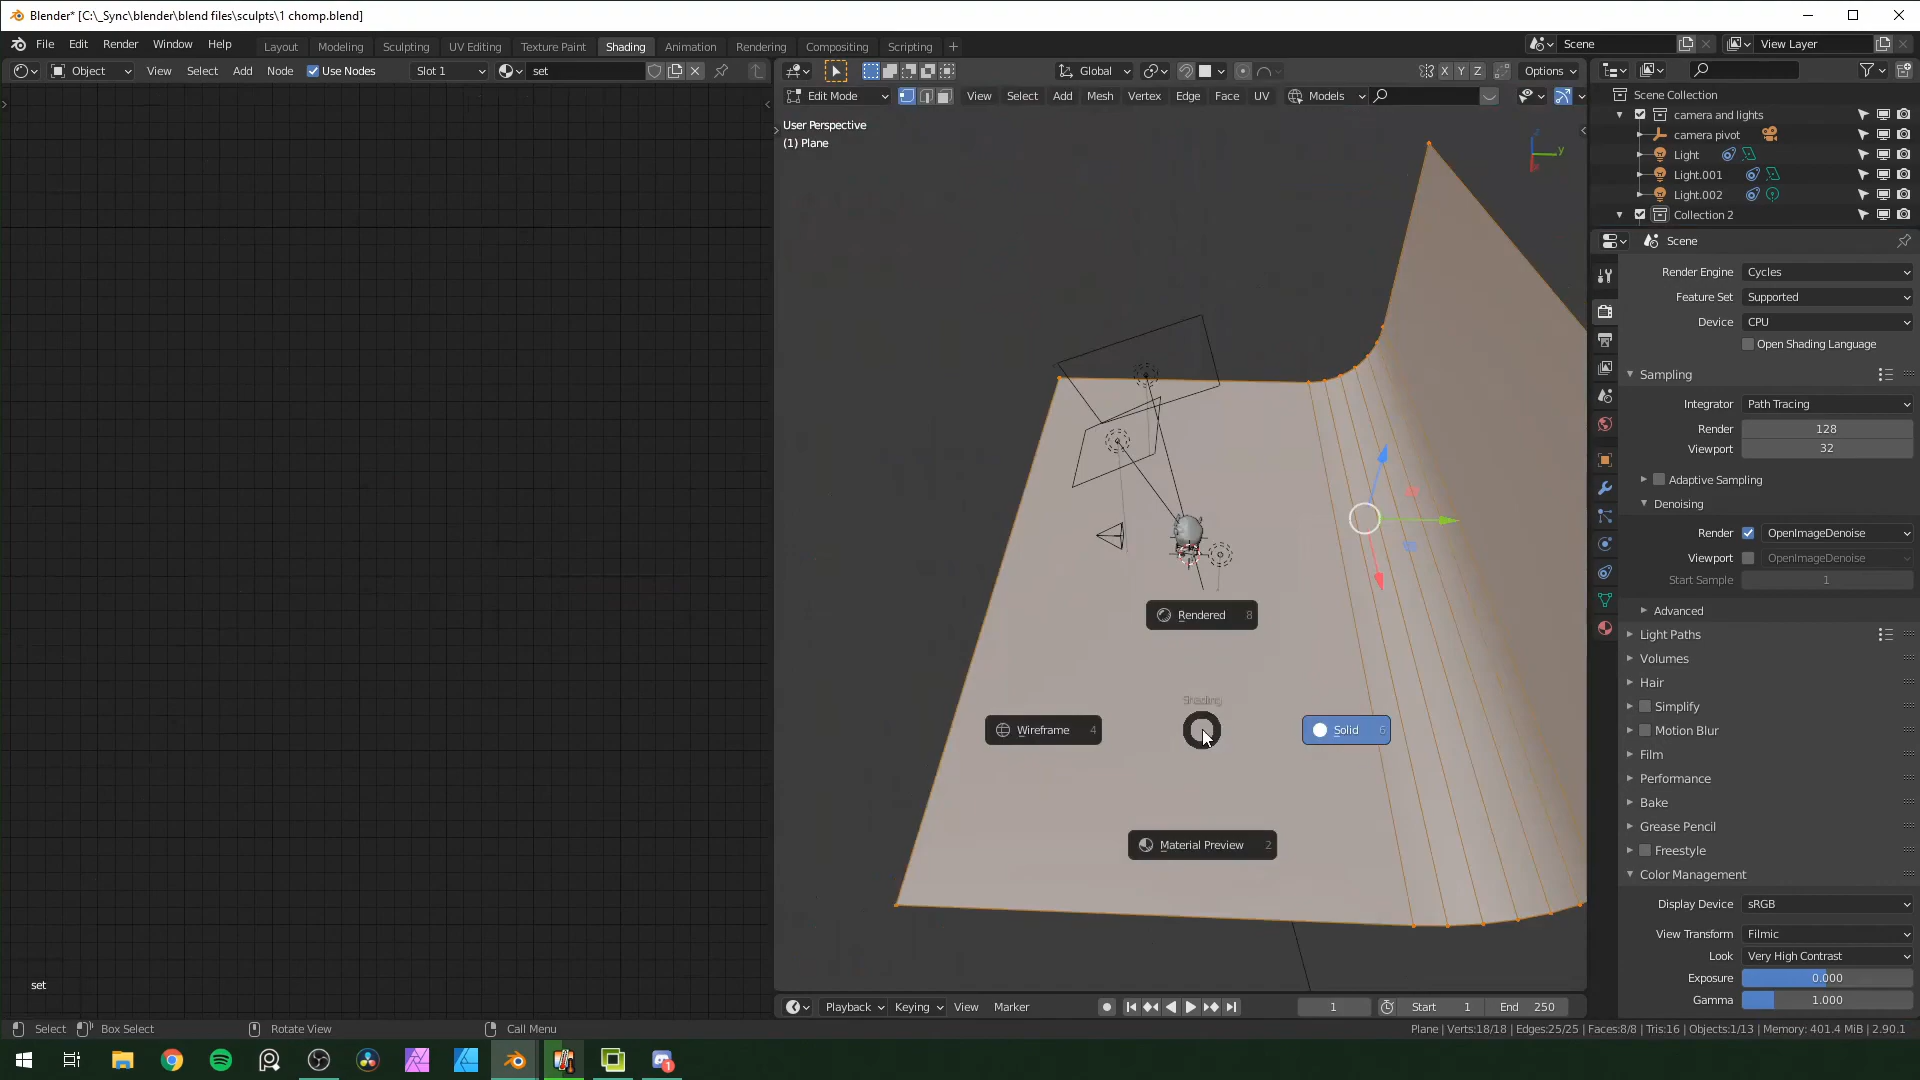 Blender* [C:\_Sync\blender\blend files\sculpts\1 chomp.blend]
File Edit Render Window Help
Layout Modeling Sculpting UV Editing Texture Paint Shading Animation Rendering Compositing Scripting +
Scene
View Layer
Object View Select Add Node Use Nodes Slot 1 set
Global
X Y Z Options
Edit Mode View Select Add Mesh Vertex Edge Face UV Models
User Perspective
(1) Plane
Scene Collection
camera and lights
camera pivot
Light
Light.001
Light.002
Collection 2
Scene
Render Engine Cycles
Feature Set Supported
Device CPU
Open Shading Language
Sampling
Integrator Path Tracing
Render 128
Viewport 32
Adaptive Sampling
Denoising
Render OpenImageDenoise
Viewport OpenImageDenoise
Start Sample 1
Advanced
Light Paths
Volumes
Hair
Simplify
Motion Blur
Film
Performance
Bake
Grease Pencil
Freestyle
Color Management
Display Device sRGB
View Transform Filmic
Look Very High Contrast
Exposure 0.000
Gamma 1.000
Rendered 8
Shading
Wireframe 4
Solid 6
Material Preview 2
set
Playback Keying View Marker
1 Start 1 End 250
Select Box Select Rotate View Call Menu
Plane | Verts:18/18 | Edges:25/25 | Faces:8/8 | Tris:16 | Objects:1/13 | Memory: 401.4 MiB | 2.90.1